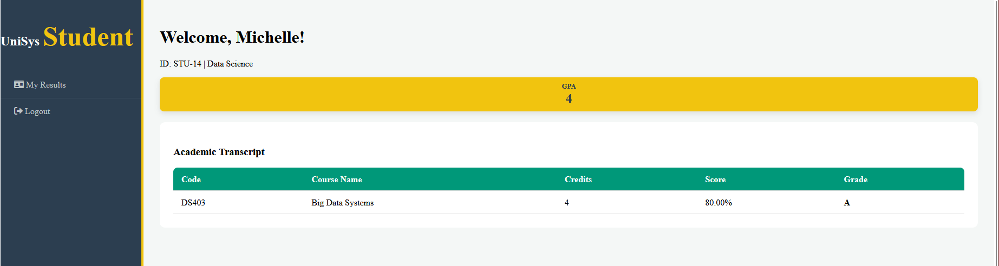 UniSys Student
My Results
Logout
Welcome, Michelle!
ID: STU-14 | Data Science
GPA
4
Academic Transcript
Code Course Name Credits Score Grade
DS403 Big Data Systems 4 80.00% A